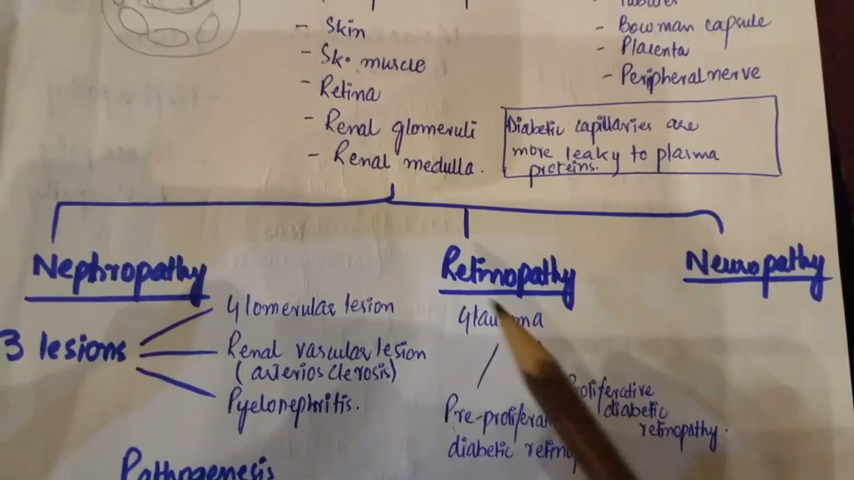 - Skin
- Sk. muscle
- Retina
- Renal glomeruli
- Renal medulla.
- Bowman capsule
- Placenta
- Peripheral nerve
Diabetic capillaries are
more leaky to plasma
proteins.
Nephropathy
3 lesions
Glomerular lesion
Renal vascular lesion
(arteriosclerosis)
Pyelonephritis.
Retinopathy
Pre-
diabetic
Proliferative
diabetic
retinopathy.
Neuropathy
Pathogenesis